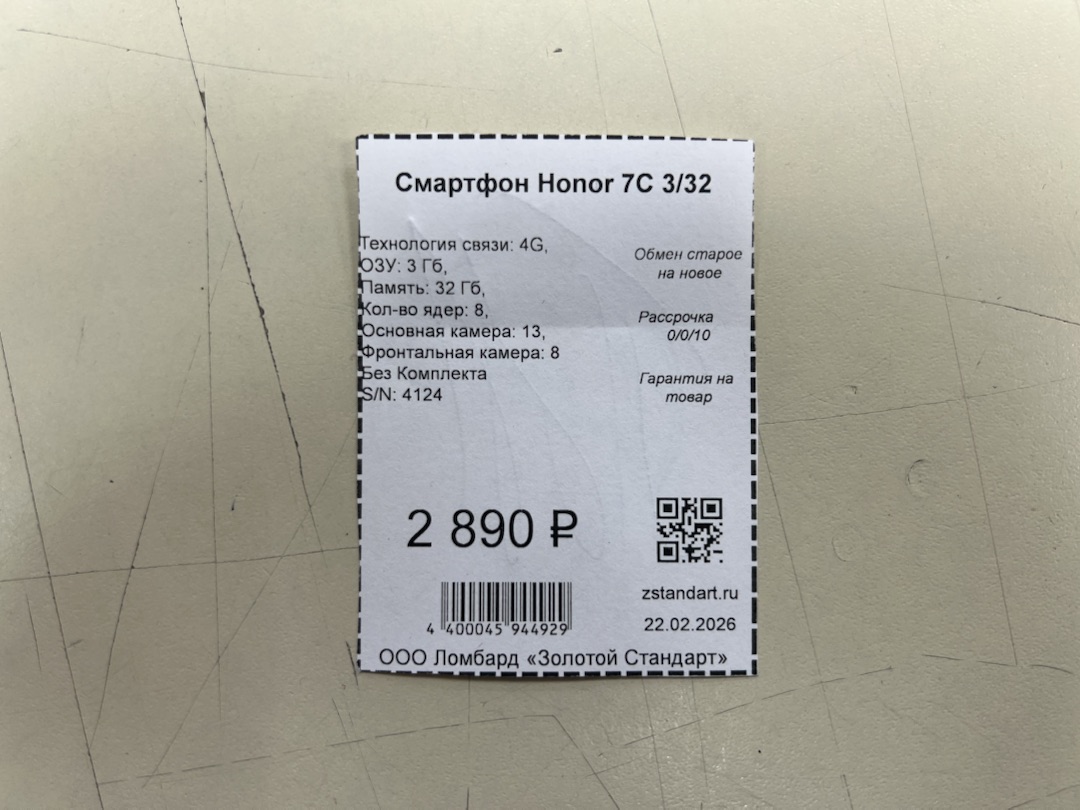 Смартфон Honor 7C 3/32
Технология связи: 4G,
ОЗУ: 3 Гб,
Память: 32 Гб,
Кол-во ядер: 8,
Основная камера: 13,
Фронтальная камера: 8
Без Комплекта
S/N: 4124
Обмен старое
на новое
Рассрочка
0/0/10
Гарантия на
товар
2 890 ₽
4 400045 944929
zstandart.ru
22.02.2026
ООО Ломбард «Золотой Стандарт»